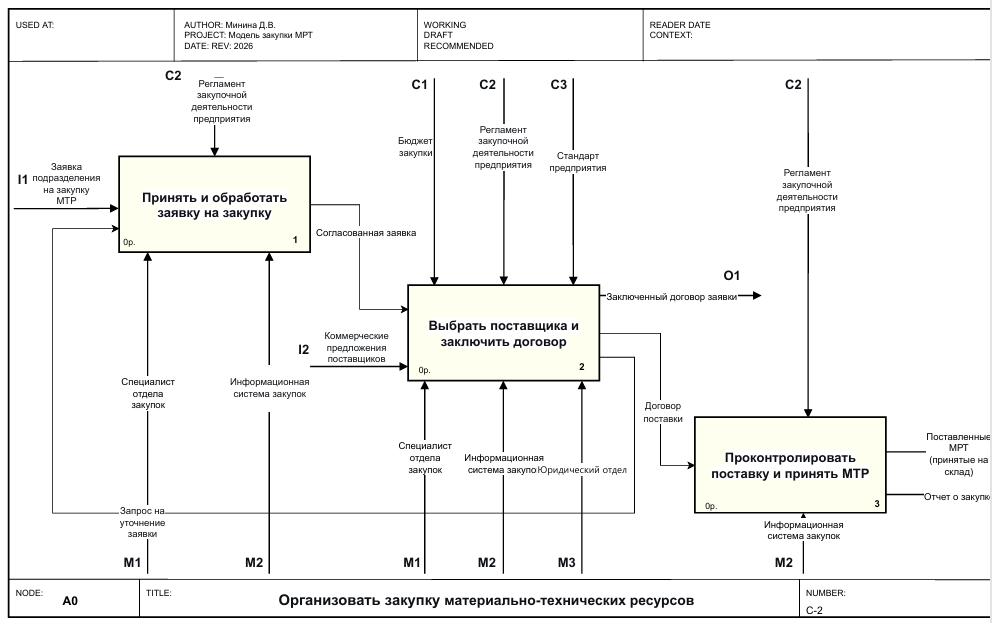 USED AT:
AUTHOR: Минина Д.В.
PROJECT: Модель закупки МРТ
DATE: REV: 2026
WORKING
DRAFT
RECOMMENDED
READER DATE
CONTEXT:
C2
Регламент
закупочной
деятельности
предприятия
C1
Бюджет
закупки
C2
Регламент
закупочной
деятельности
предприятия
C3
Стандарт
предприятия
C2
Регламент
закупочной
деятельности
предприятия
I1
Заявка
подразделения
на закупку
МТР
Принять и обработать
заявку на закупку
0р.
1
Согласованная заявка
O1
Заключенный договор заявки
I2
Коммерческие
предложения
поставщиков
Выбрать поставщика и
заключить договор
0р.
2
Специалист
отдела
закупок
Информационная
система закупок
Договор
поставки
Специалист
отдела
закупок
Информационная
система закупо
Юридический отдел
Проконтролировать
поставку и принять МТР
0р.
3
Поставленные
МРТ
(принятые на
склад)
Отчет о закупк
Запрос на
уточнение
заявки
Информационная
система закупок
M1
M2
M1
M2
M3
M2
NODE:
A0
TITLE:
Организовать закупку материально-технических ресурсов
NUMBER:
C-2